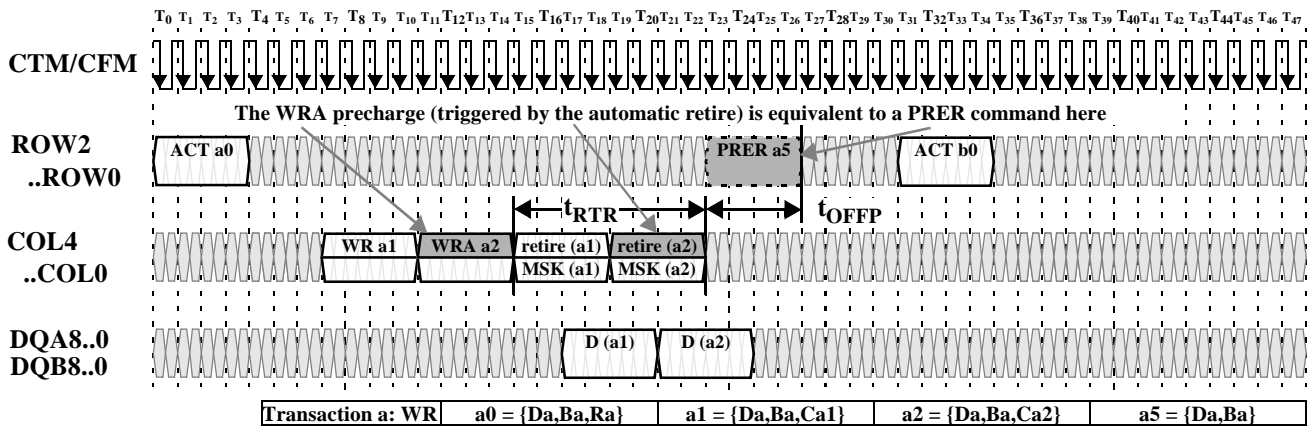 T0 T1 T2 T3 T4 T5 T6 T7 T8 T9 T10 T11 T12 T13 T14 T15 T16 T17 T18 T19 T20 T21 T22 T23 T24 T25 T26 T27 T28 T29 T30 T31 T32 T33 T34 T35 T36 T37 T38 T39 T40 T41 T42 T43 T44 T45 T46 T47
CTM/CFM
The WRA precharge (triggered by the automatic retire) is equivalent to a PRER command here
ROW2
..ROW0
ACT a0
PRER a5
ACT b0
tRTR
tOFFP
COL4
..COL0
WR a1 WRA a2 retire (a1) retire (a2)
MSK (a1) MSK (a2)
DQA8..0
DQB8..0
D (a1) D (a2)
Transaction a: WR a0 = {Da,Ba,Ra} a1 = {Da,Ba,Ca1} a2 = {Da,Ba,Ca2} a5 = {Da,Ba}